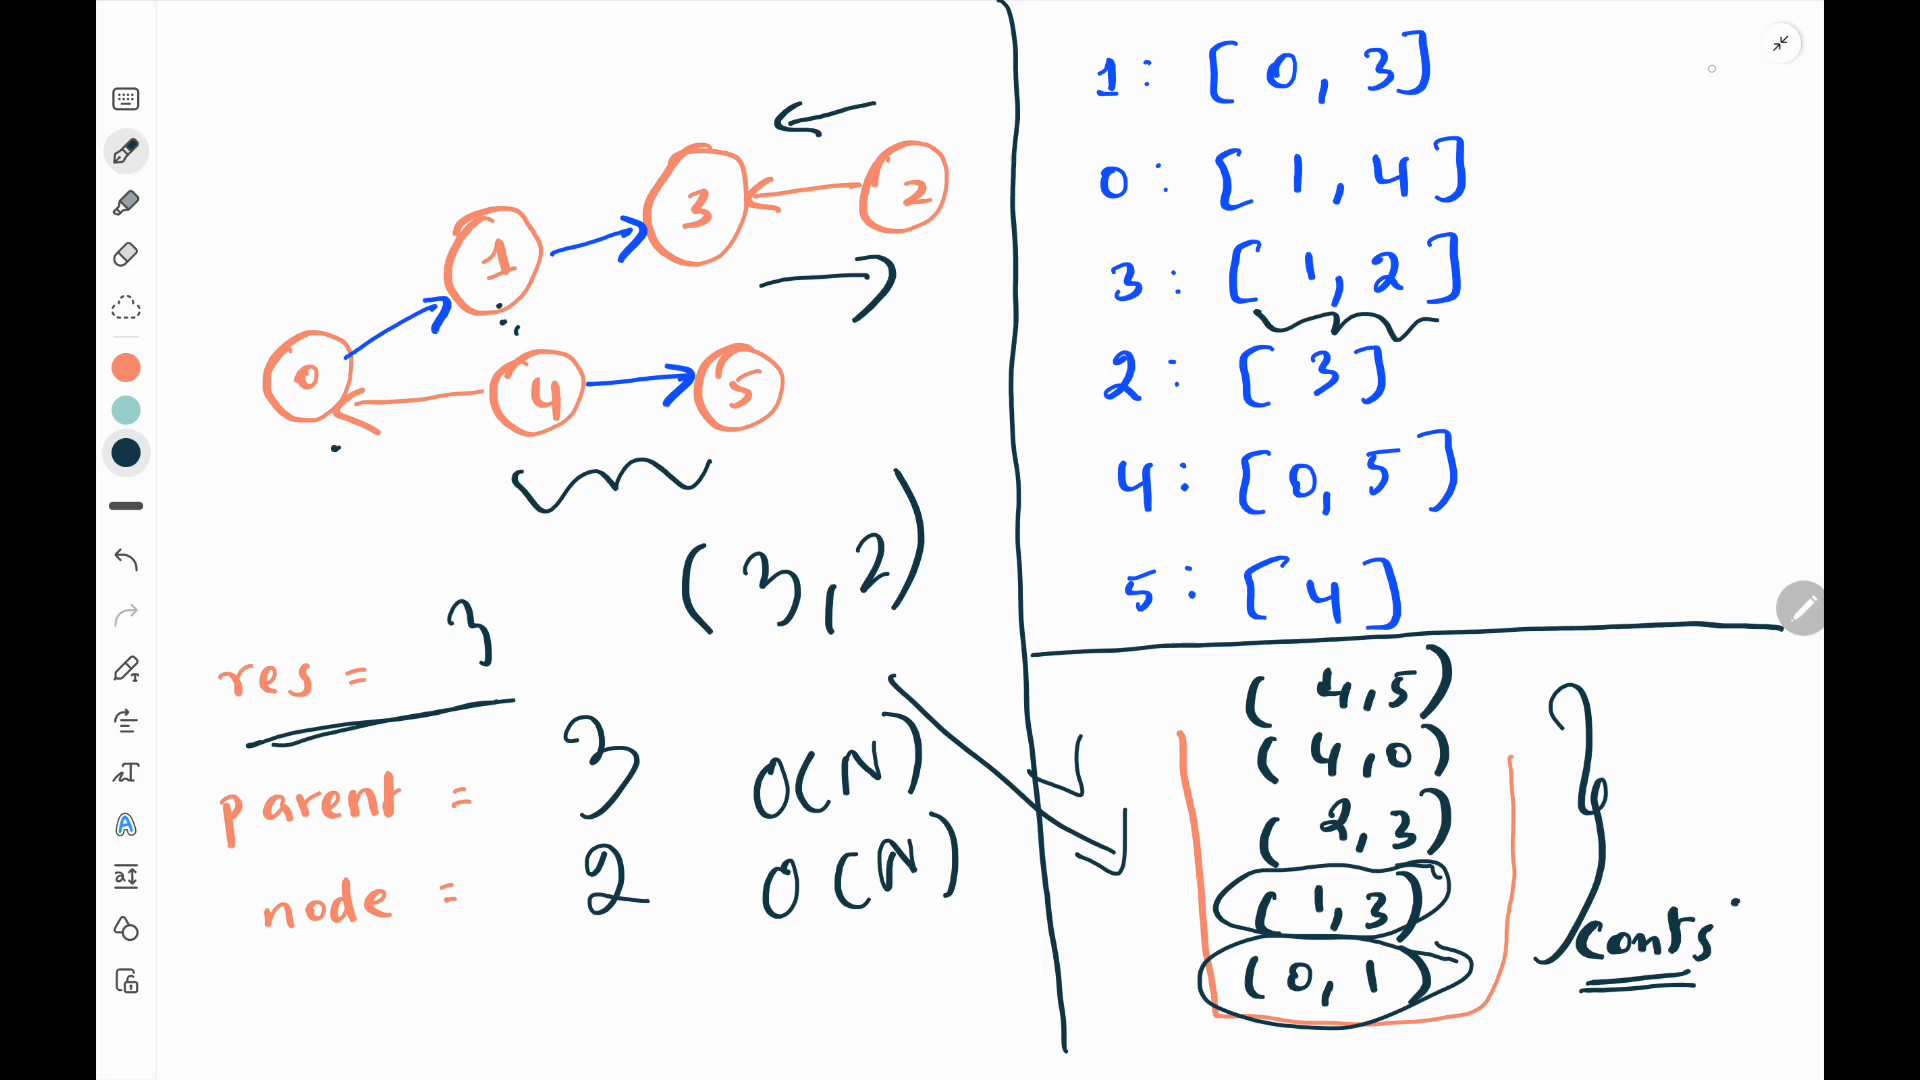 3
2
1
0
4
5
(3,2)
res = 3
parent = 3 O(N)
node = 2 O(N)
1: [0, 3]
0: [1, 4]
3: [1, 2]
2: [3]
4: [0, 5]
5: [4]
(4,5)
(4,0)
(2,3)
(1,3)
(0,1)
conts